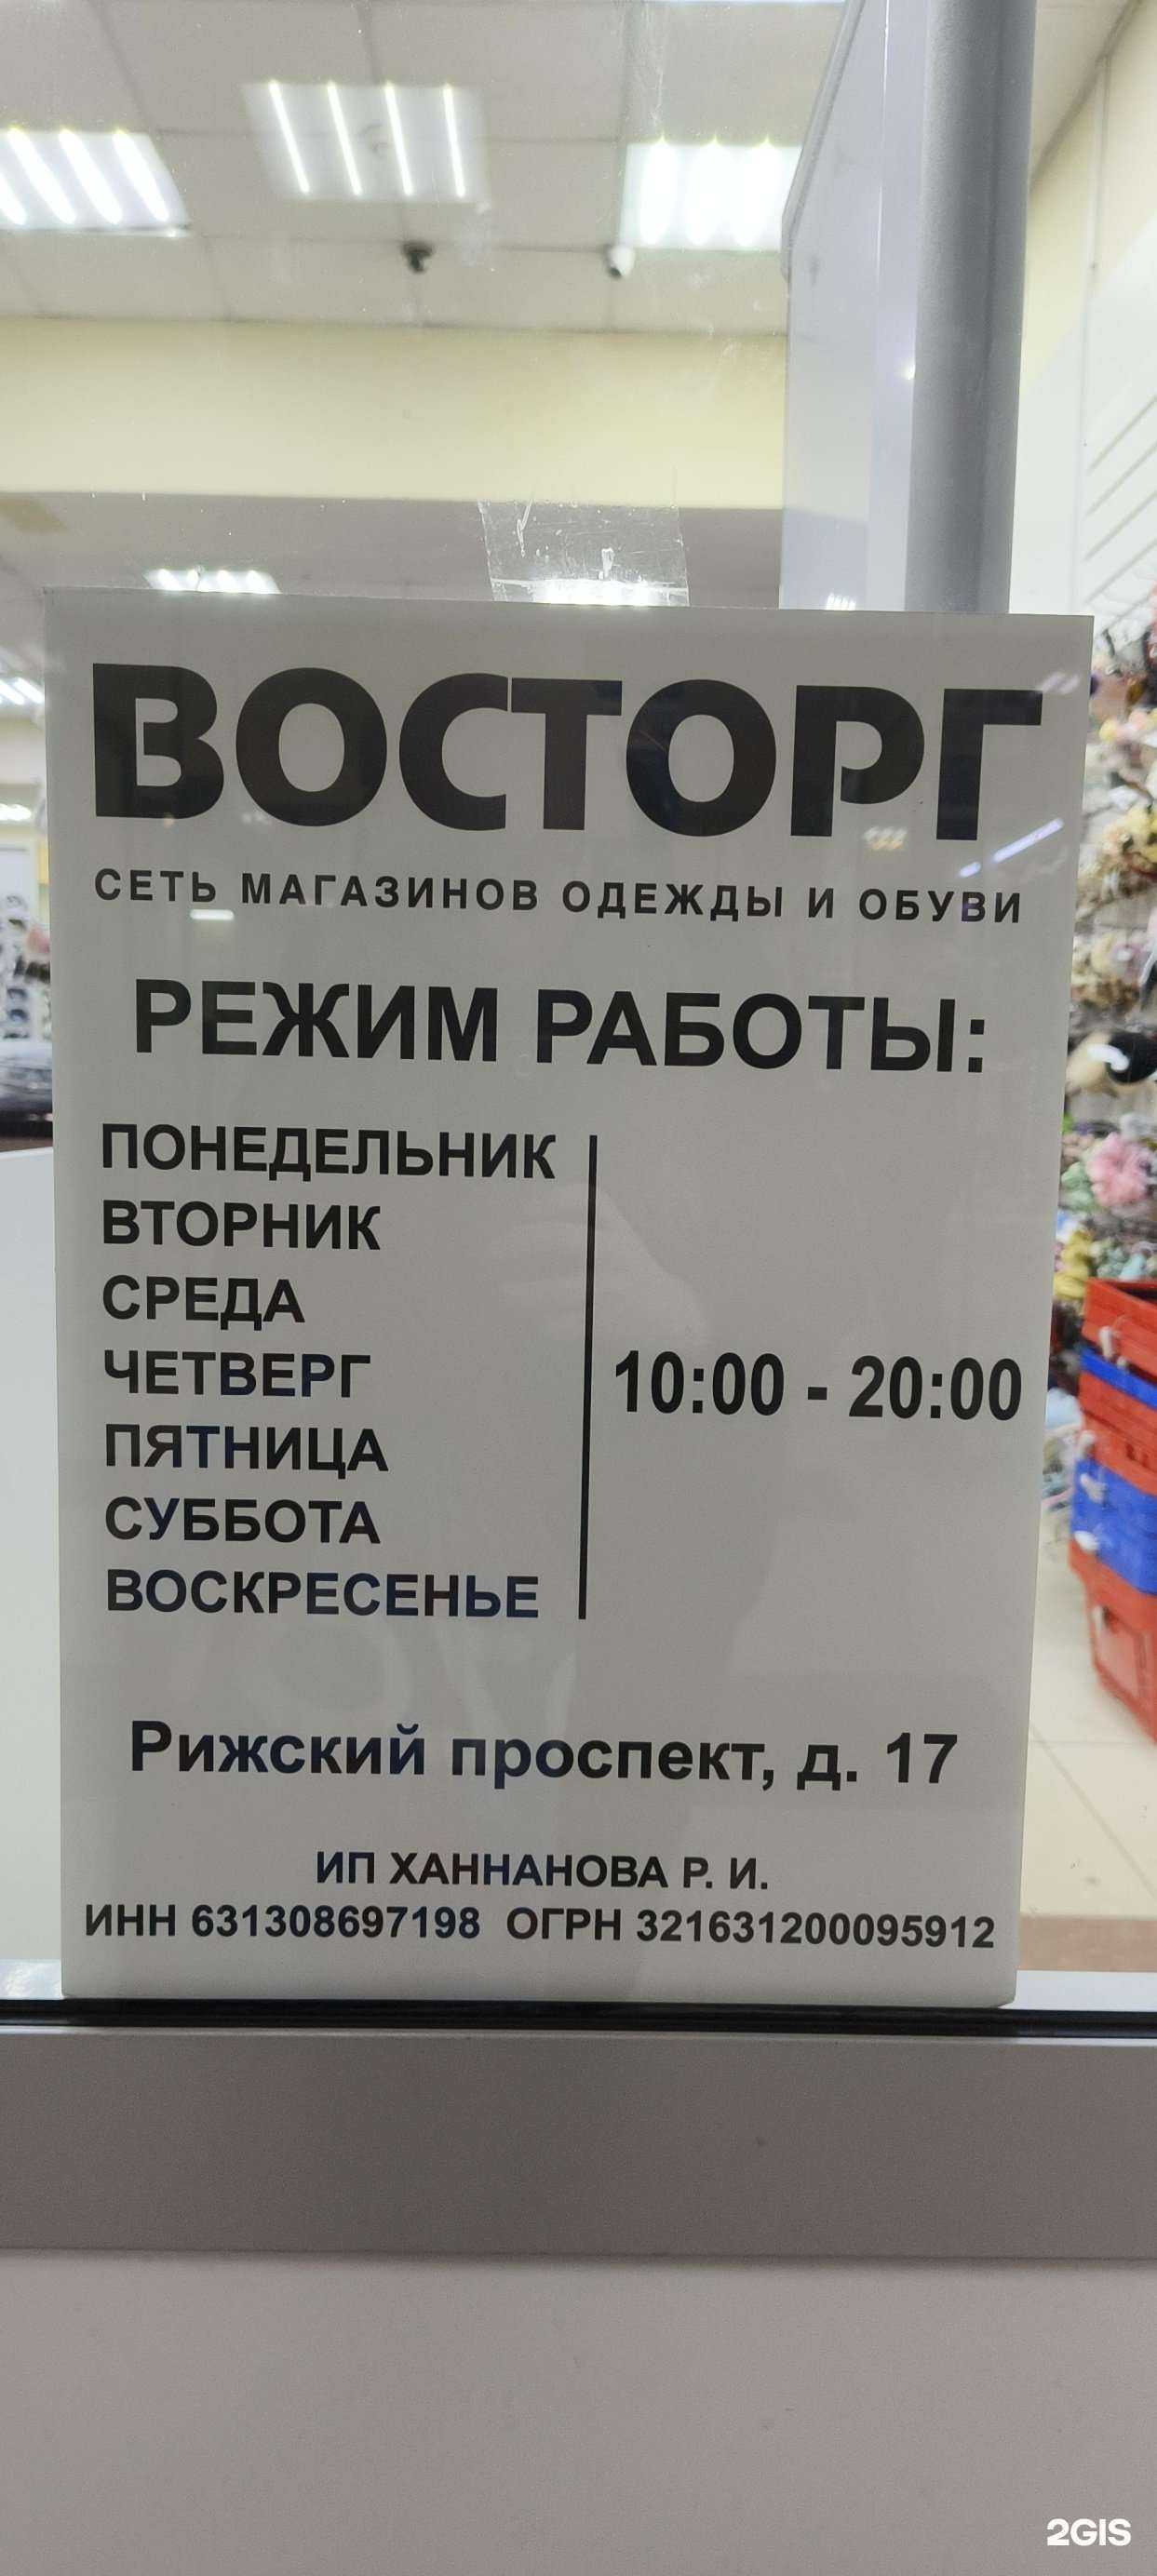 ВОСТОРГ
СЕТЬ МАГАЗИНОВ ОДЕЖДЫ И ОБУВИ
РЕЖИМ РАБОТЫ:
ПОНЕДЕЛЬНИК
ВТОРНИК
СРЕДА
ЧЕТВЕРГ
ПЯТНИЦА
СУББОТА
ВОСКРЕСЕНЬЕ
10:00 - 20:00
Рижский проспект, д. 17
ИП ХАННАНОВА Р. И.
ИНН 631308697198 ОГРН 321631200095912
2GIS